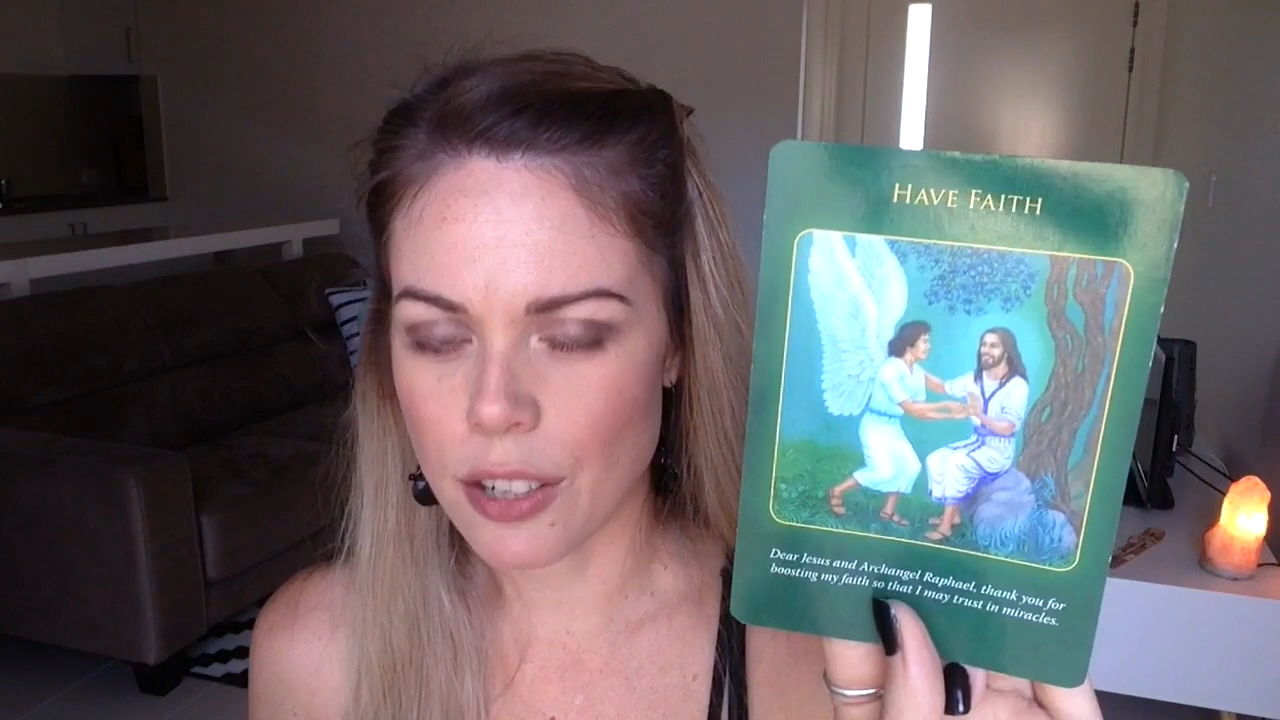 HAVE FAITH
Dear Jesus and Archangel Raphael, thank you for
boosting my faith so that I may trust in miracles.